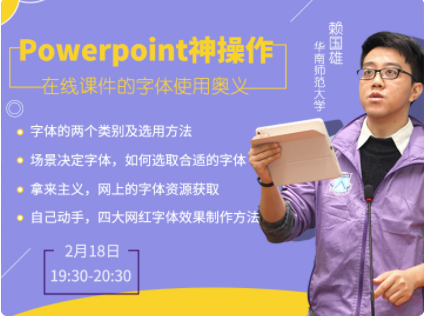 Powerpoint神操作
在线课件的字体使用奥义
赖国雄
华南师范大学
字体的两个类别及选用方法
场景决定字体，如何选取合适的字体
拿来主义，网上的字体资源获取
自己动手，四大网红字体效果制作方法
2月18日
19:30-20:30